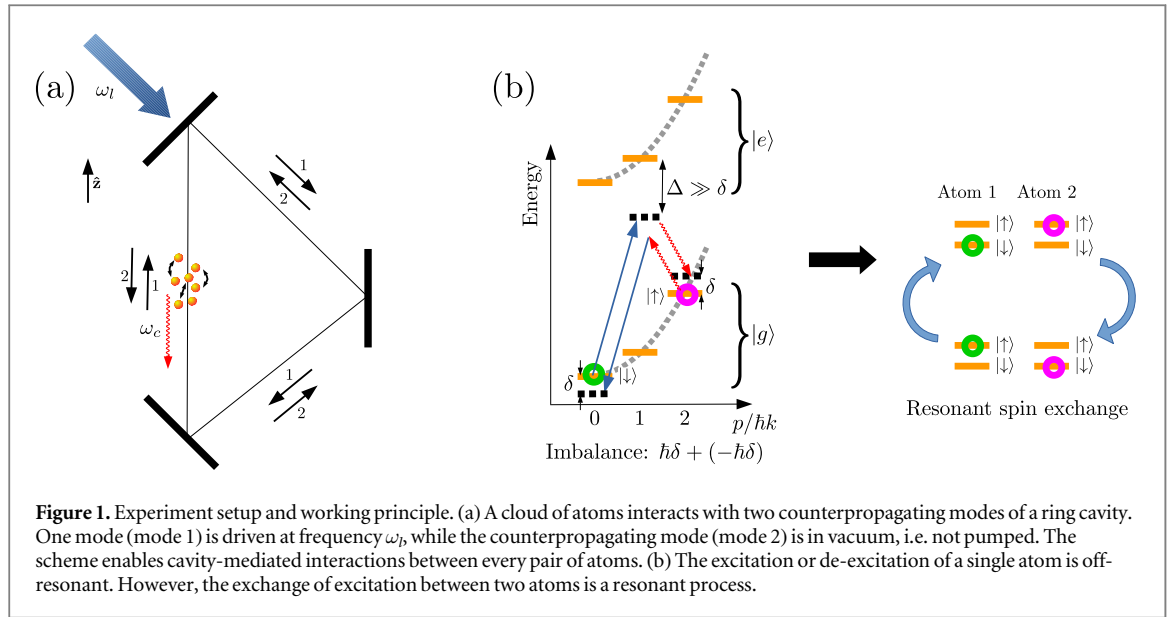 (a)
ω_l
ẑ
1
2
2
1
ω_c
1
2
(b)
Energy
|e⟩
Δ ≫ δ
|↑⟩
δ
|g⟩
δ
|↓⟩
0 1 2 p/ħk
Imbalance: ħδ + (−ħδ)
Atom 1 Atom 2
|↑⟩ |↑⟩
|↓⟩ |↓⟩
|↑⟩ |↑⟩
|↓⟩ |↓⟩
Resonant spin exchange
Figure 1. Experiment setup and working principle. (a) A cloud of atoms interacts with two counterpropagating modes of a ring cavity.
One mode (mode 1) is driven at frequency ω_l, while the counterpropagating mode (mode 2) is in vacuum, i.e. not pumped. The
scheme enables cavity-mediated interactions between every pair of atoms. (b) The excitation or de-excitation of a single atom is off-
resonant. However, the exchange of excitation between two atoms is a resonant process.